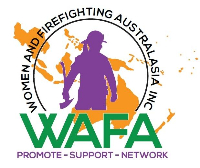 WOMEN AND FIREFIGHTING AUSTRALASIA INC
WAFA
PROMOTE - SUPPORT - NETWORK